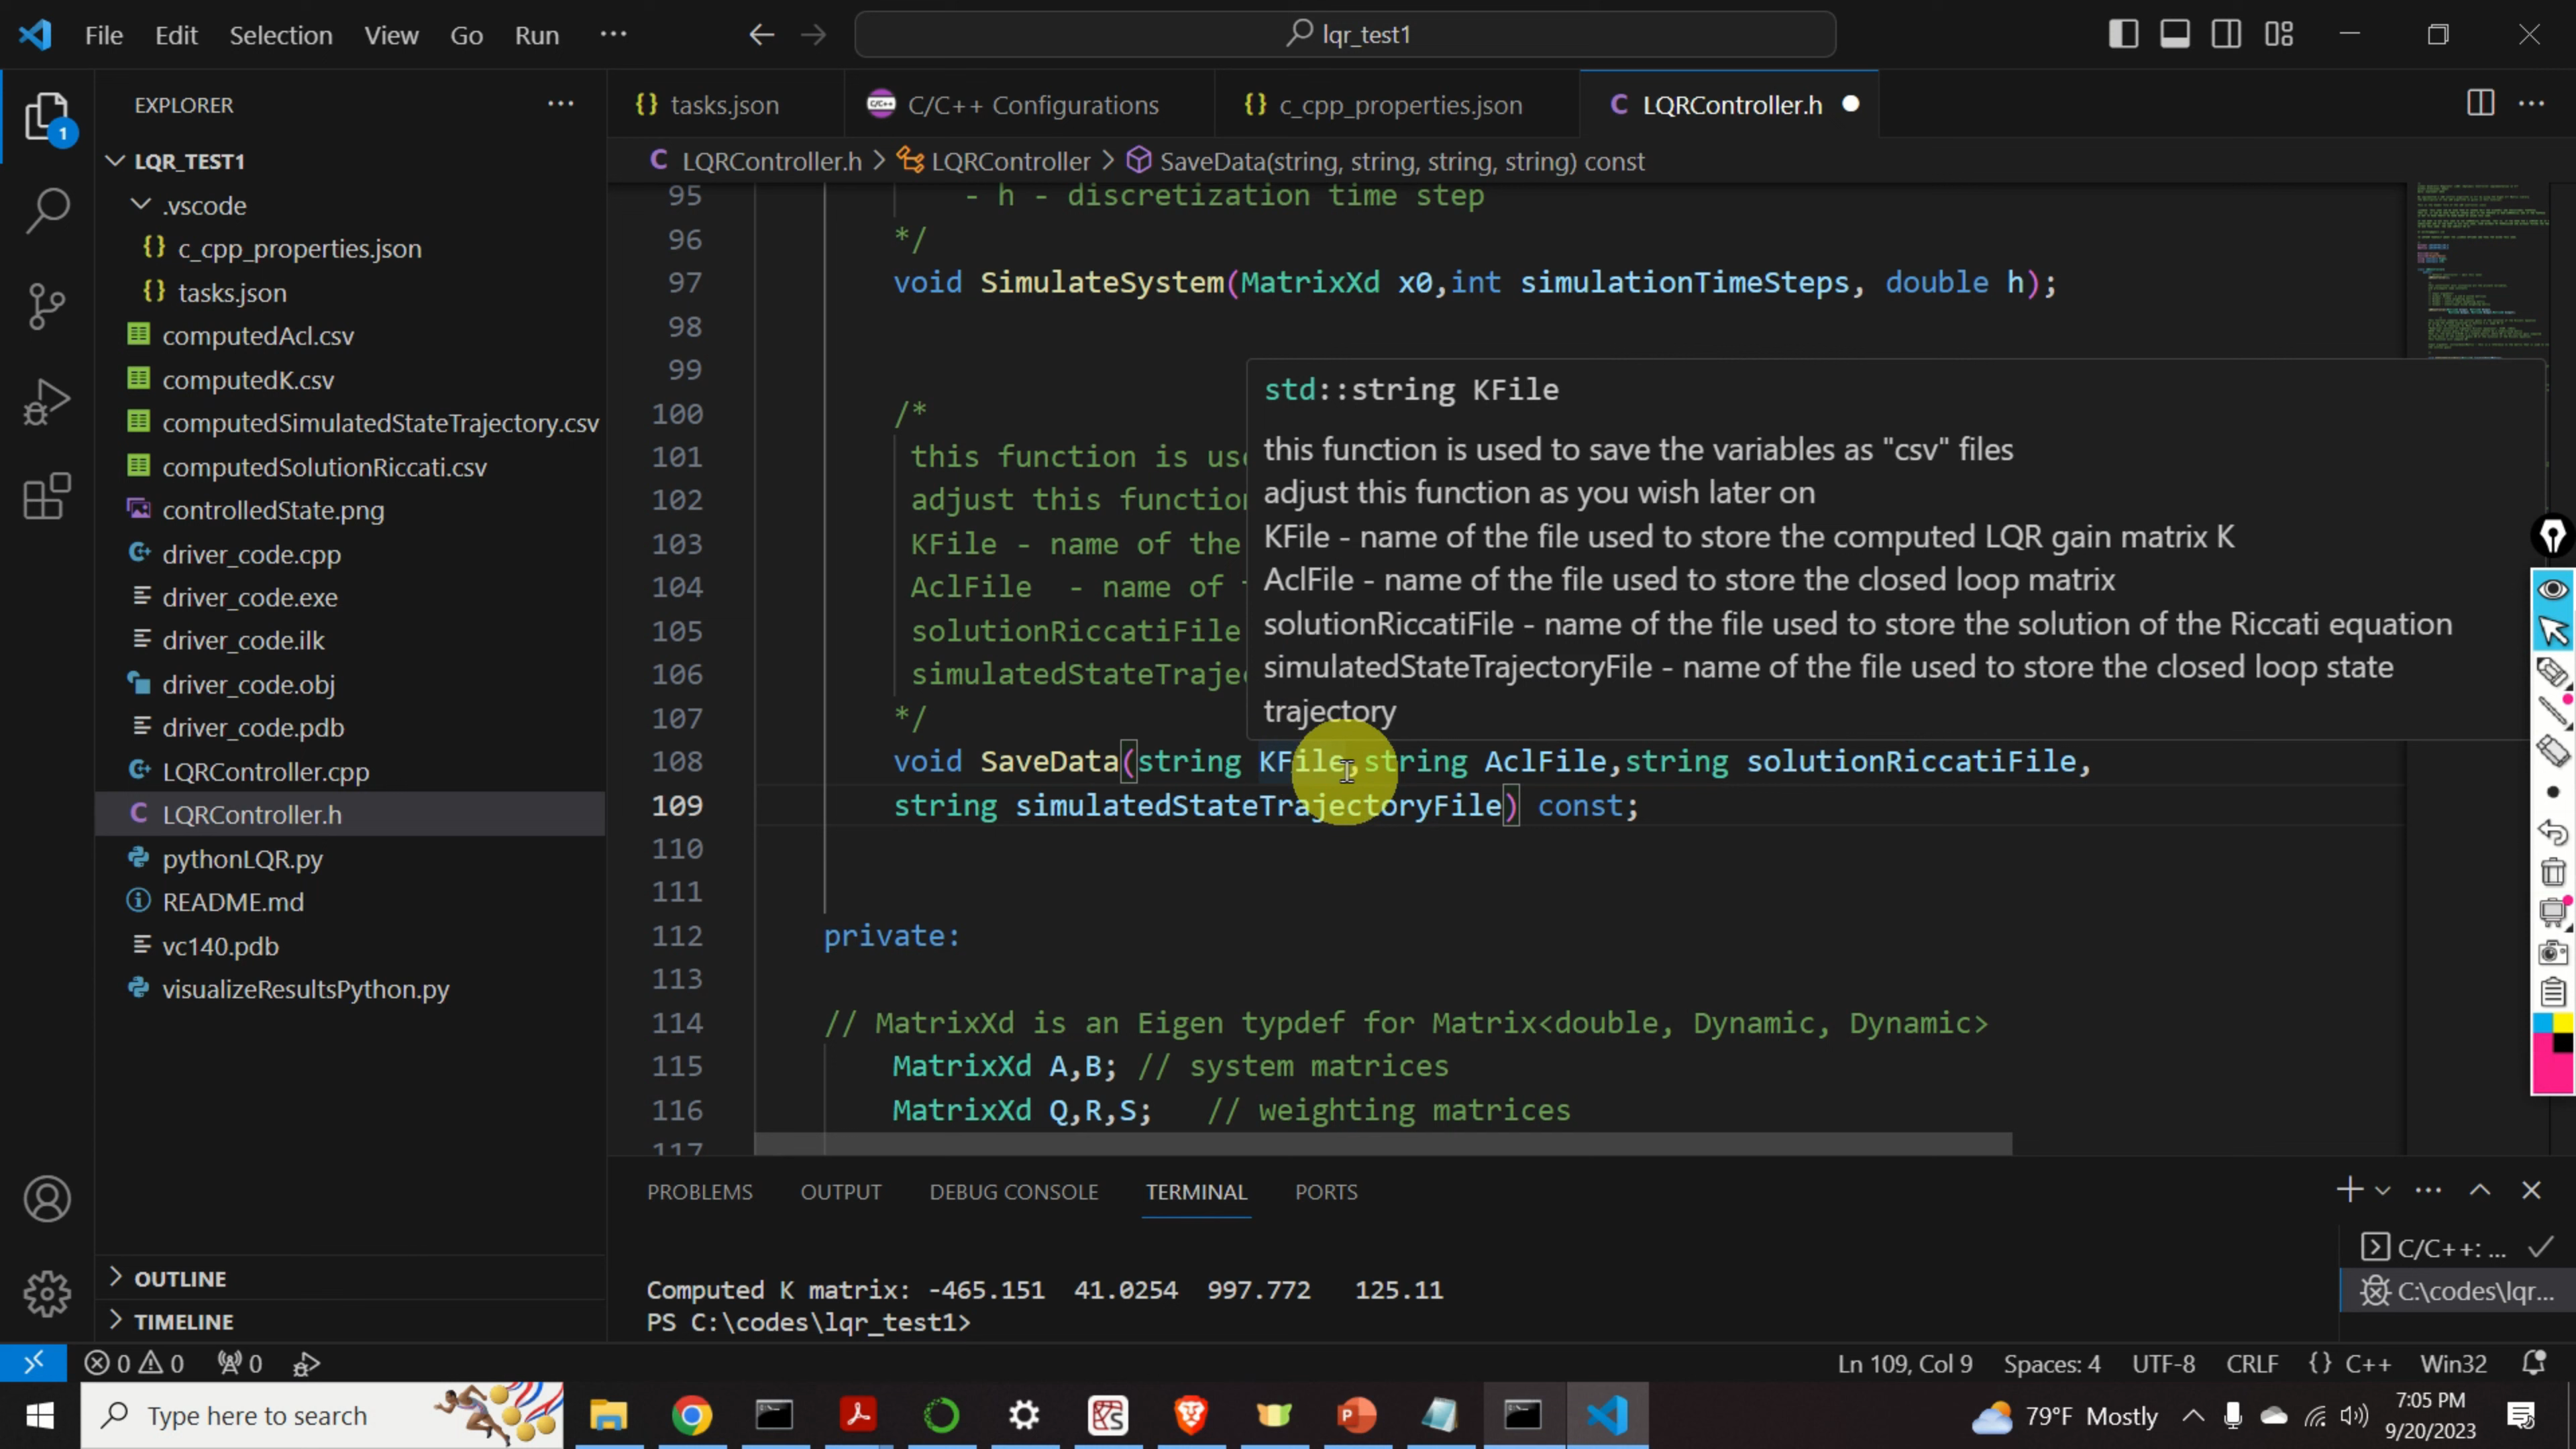 File Edit Selection View Go Run ··· lqr_test1
EXPLORER ···
1
LQR_TEST1
.vscode
{} c_cpp_properties.json
{} tasks.json
computedAcl.csv
computedK.csv
computedSimulatedStateTrajectory.csv
computedSolutionRiccati.csv
controlledState.png
driver_code.cpp
driver_code.exe
driver_code.ilk
driver_code.obj
driver_code.pdb
LQRController.cpp
C LQRController.h
pythonLQR.py
README.md
vc140.pdb
visualizeResultsPython.py
OUTLINE
TIMELINE
{} tasks.json C/C++ C/C++ Configurations {} c_cpp_properties.json C LQRController.h
C LQRController.h > LQRController > SaveData(string, string, string, string) const
95 - h - discretization time step
96 */
97 void SimulateSystem(MatrixXd x0,int simulationTimeSteps, double h);
98
99
100 /*
101 this function is us
102 adjust this function
103 KFile - name of the
104 AclFile - name of
105 solutionRiccatiFile
106 simulatedStateTraje
107 */
108 void SaveData(string KFile,string AclFile,string solutionRiccatiFile,
109 string simulatedStateTrajectoryFile) const;
110
111
112 private:
113
114 // MatrixXd is an Eigen typdef for Matrix<double, Dynamic, Dynamic>
115 MatrixXd A,B; // system matrices
116 MatrixXd Q,R,S; // weighting matrices
117
std::string KFile
this function is used to save the variables as "csv" files
adjust this function as you wish later on
KFile - name of the file used to store the computed LQR gain matrix K
AclFile - name of the file used to store the closed loop matrix
solutionRiccatiFile - name of the file used to store the solution of the Riccati equation
simulatedStateTrajectoryFile - name of the file used to store the closed loop state
trajectory
PROBLEMS OUTPUT DEBUG CONSOLE TERMINAL PORTS
Computed K matrix: -465.151 41.0254 997.772 125.11
PS C:\codes\lqr_test1>
C/C++: ...
C:\codes\lqr...
0 0 0 Ln 109, Col 9 Spaces: 4 UTF-8 CRLF {} C++ Win32
Type here to search 79°F Mostly 7:05 PM
9/20/2023